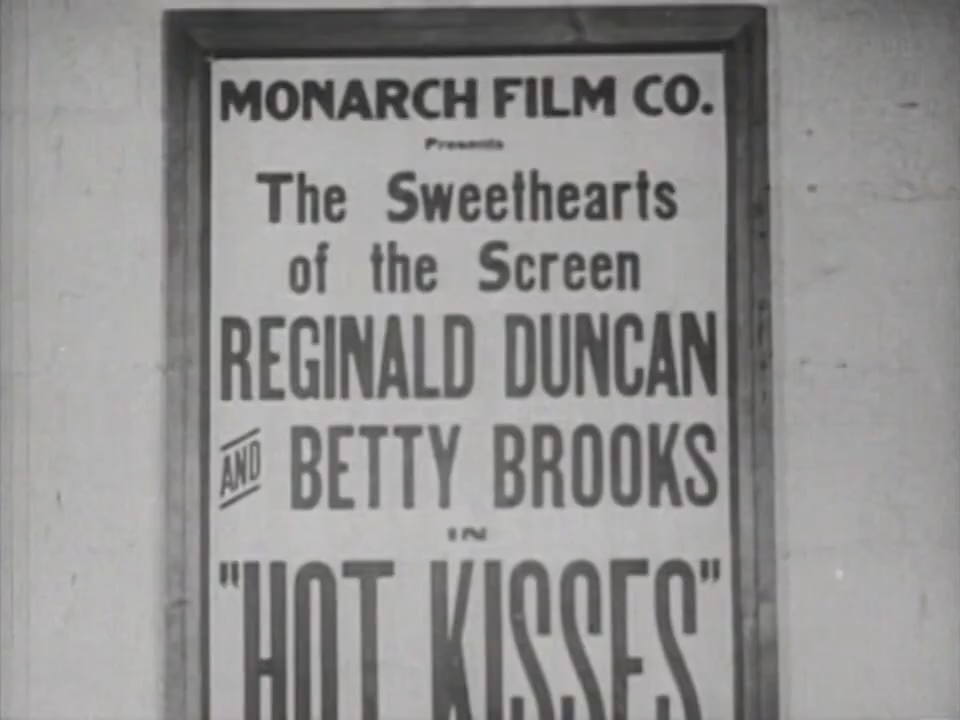 MONARCH FILM CO.
Presents
The Sweethearts
of the Screen
REGINALD DUNCAN
AND BETTY BROOKS
IN
"HOT KISSES"